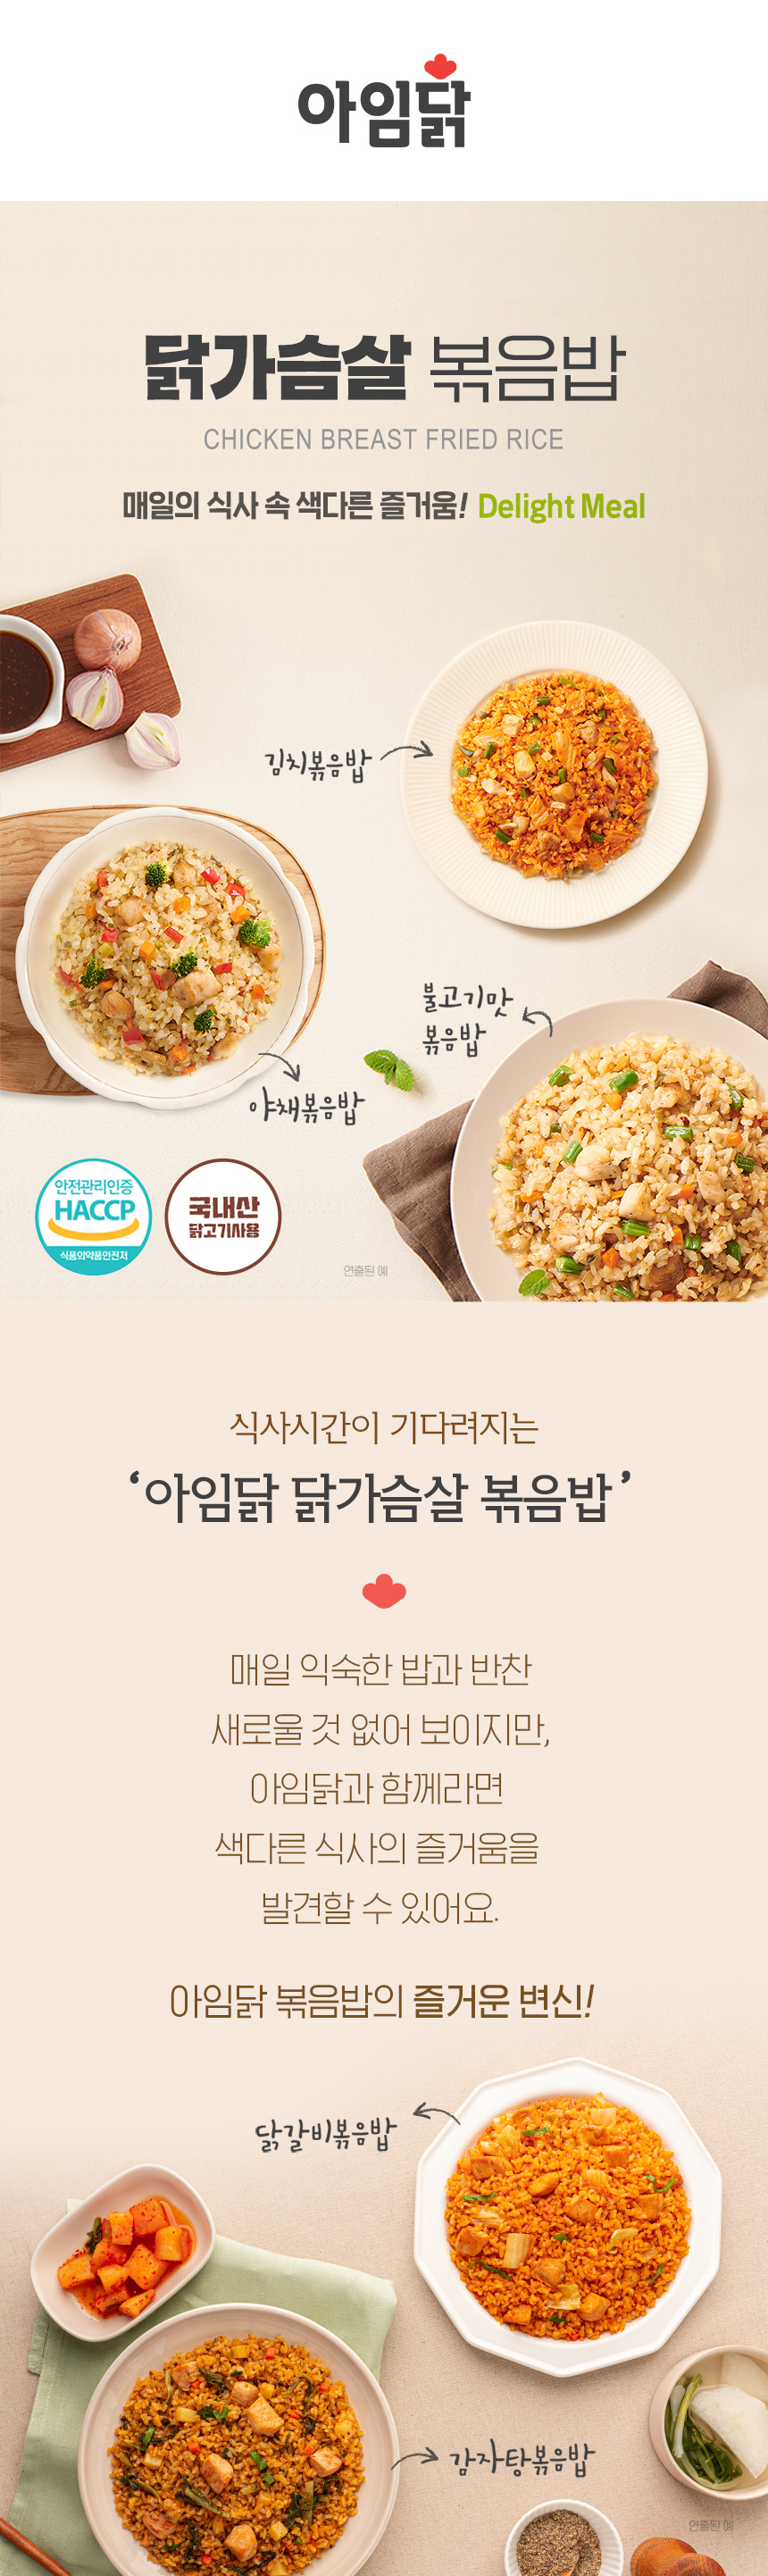 아임닭
닭가슴살 볶음밥
CHICKEN BREAST FRIED RICE
매일의 식사 속 색다른 즐거움! Delight Meal
김치볶음밥
불고기맛
볶음밥
야채볶음밥
안전관리인증
HACCP
식품의약품안전처
국내산
닭고기사용
연출된 예
식사시간이 기다려지는
‘아임닭 닭가슴살 볶음밥’
매일 익숙한 밥과 반찬
새로울 것 없어 보이지만,
아임닭과 함께라면
색다른 식사의 즐거움을
발견할 수 있어요.
아임닭 볶음밥의 즐거운 변신!
닭갈비볶음밥
감자탕볶음밥
연출된 예